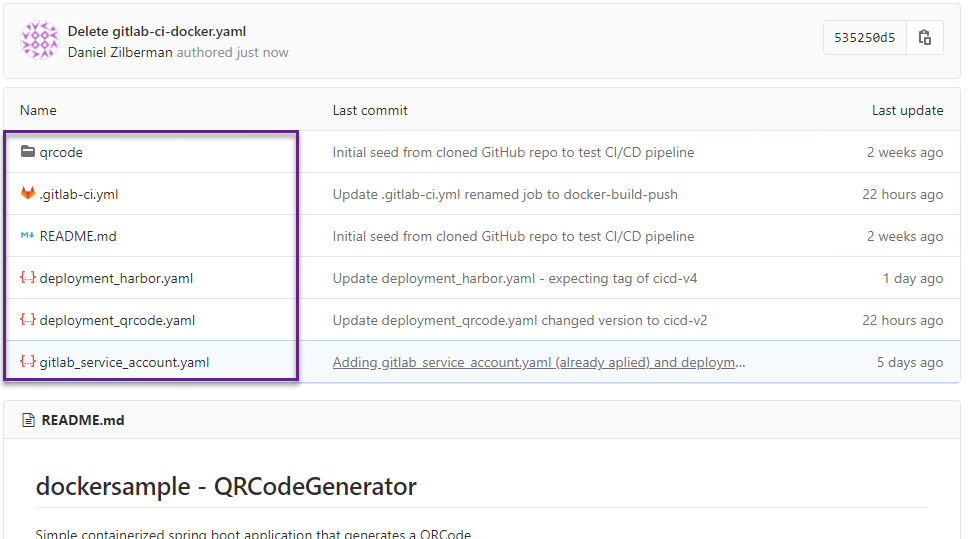 Delete gitlab-ci-docker.yaml
Daniel Zilberman authored just now
535250d5
Name Last commit Last update
qrcode Initial seed from cloned GitHub repo to test CI/CD pipeline 2 weeks ago
.gitlab-ci.yml Update .gitlab-ci.yml renamed job to docker-build-push 22 hours ago
README.md Initial seed from cloned GitHub repo to test CI/CD pipeline 2 weeks ago
deployment_harbor.yaml Update deployment_harbor.yaml - expecting tag of cicd-v4 1 day ago
deployment_qrcode.yaml Update deployment_qrcode.yaml changed version to cicd-v2 22 hours ago
gitlab_service_account.yaml Adding gitlab_service_account.yaml (already aplied) and deploym... 5 days ago
README.md
dockersample - QRCodeGenerator
Simple containerized spring boot application that generates a QRCode